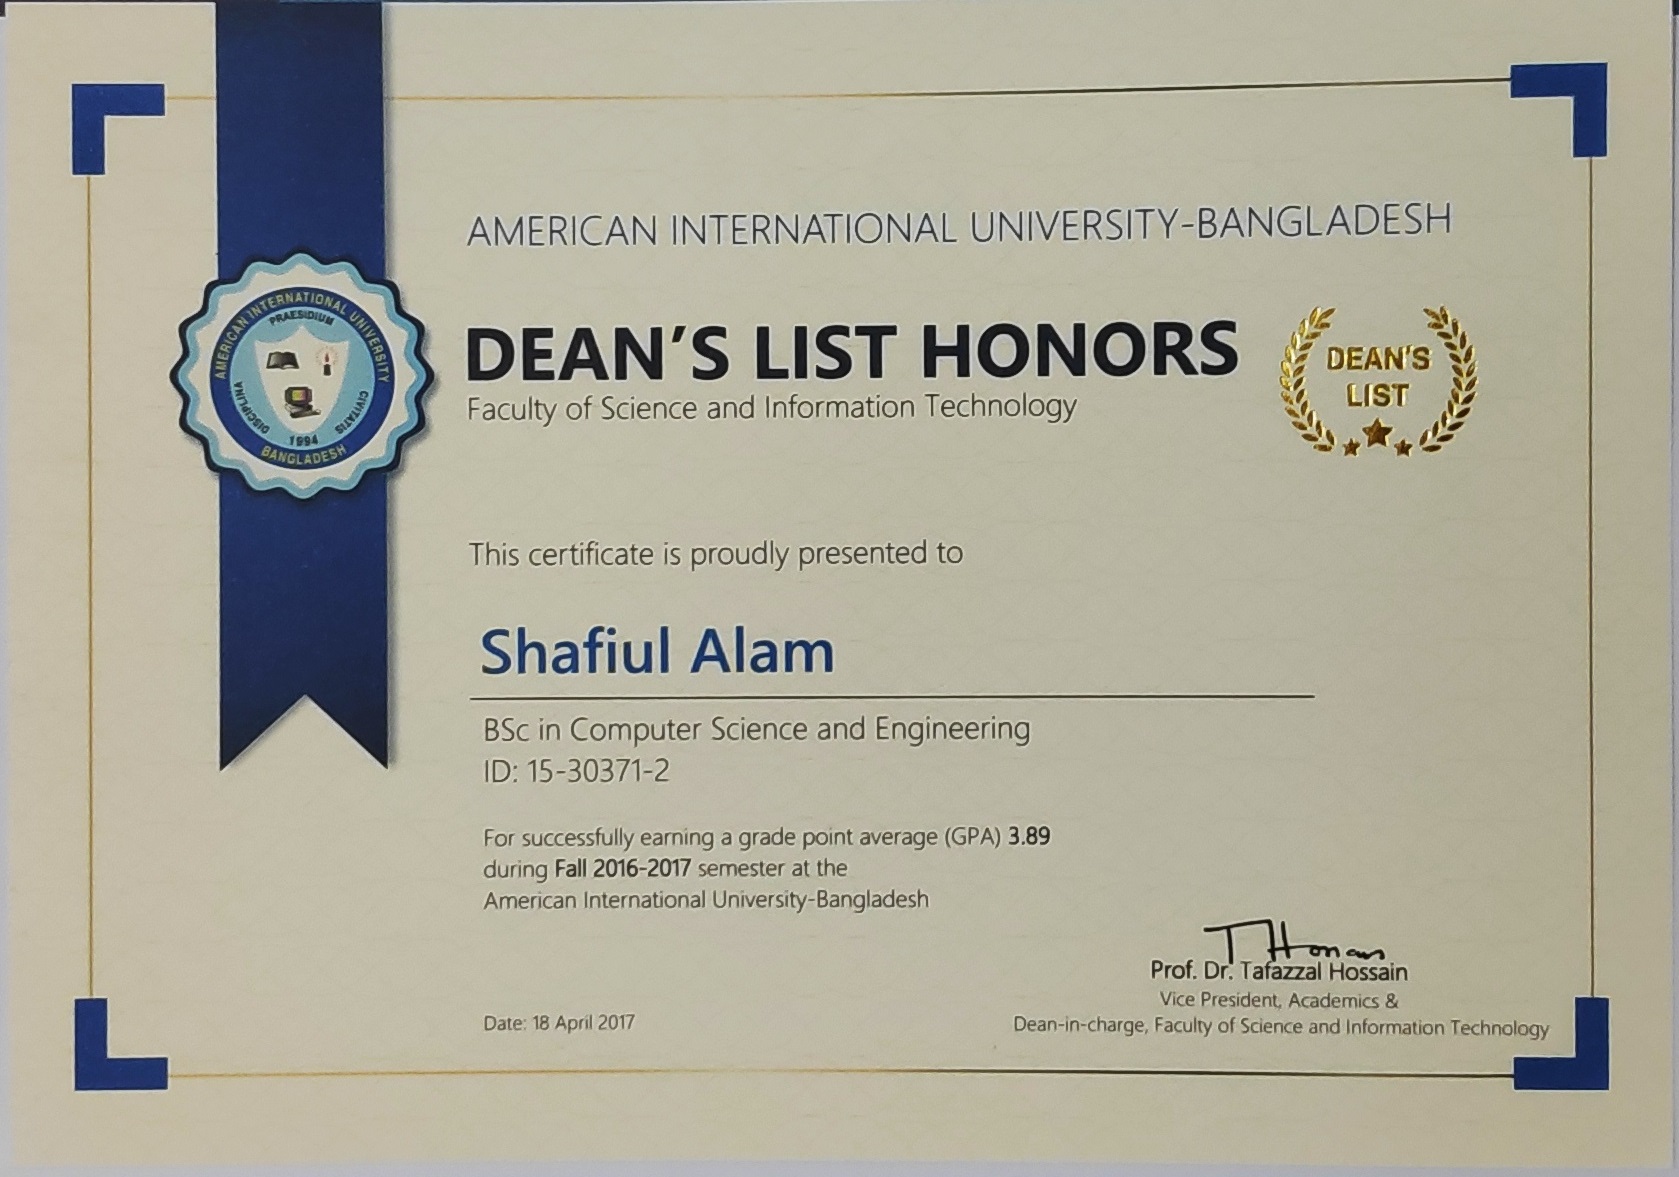 AMERICAN INTERNATIONAL UNIVERSITY-BANGLADESH
AMERICAN INTERNATIONAL UNIVERSITY
PRAESIDIUM
DISCIPLINA
CIVITATIS
1994
BANGLADESH
DEAN'S LIST HONORS
DEAN'S
LIST
Faculty of Science and Information Technology
This certificate is proudly presented to
Shafiul Alam
BSc in Computer Science and Engineering
ID: 15-30371-2
For successfully earning a grade point average (GPA) 3.89
during Fall 2016-2017 semester at the
American International University-Bangladesh
Prof. Dr. Tafazzal Hossain
Vice President, Academics &
Dean-in-charge, Faculty of Science and Information Technology
Date: 18 April 2017